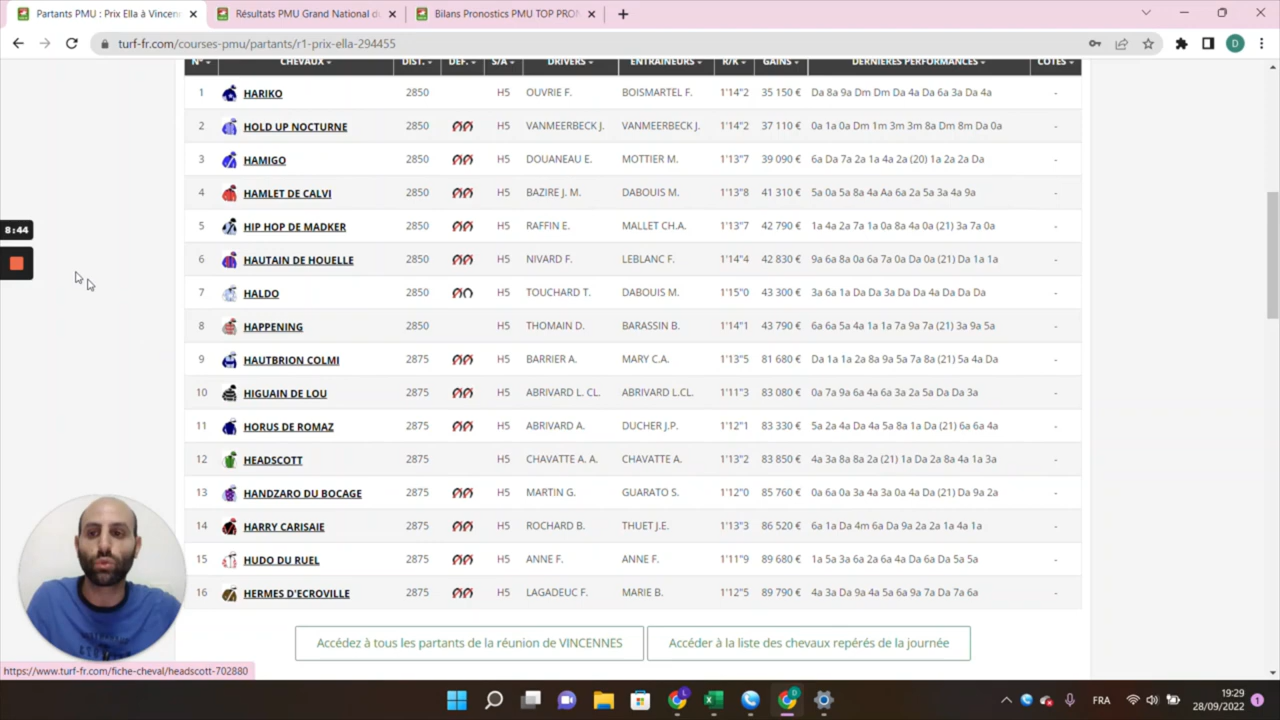 Partants PMU : Prix Ella à Vincen
Résultats PMU Grand National du
Bilans Pronostics PMU TOP PRON
turf-fr.com/courses-pmu/partants/r1-prix-ella-294455
D
N° CHEVAUX DIST. DEF. S/A DRIVERS ENTRAINEURS R/K GAINS DERNIÈRES PERFORMANCES COTES
1 HARIKO 2850 H5 OUVRIE F. BOISMARTEL F. 1'14"2 35 150 € Da 8a 9a Dm Dm Da 4a Da 6a 3a Da 4a -
2 HOLD UP NOCTURNE 2850 H5 VANMEERBECK J. VANMEERBECK J. 1'14"2 37 110 € 0a 1a 0a Dm 1m 3m 3m 8a Dm 8m Da 0a -
3 HAMIGO 2850 H5 DOUANEAU E. MOTTIER M. 1'13"7 39 090 € 6a Da 7a 2a 1a 4a 2a (20) 1a 2a 2a Da -
4 HAMLET DE CALVI 2850 H5 BAZIRE J. M. DABOUIS M. 1'13"8 41 310 € 5a 0a 5a 8a 4a Aa 6a 2a 5a 3a 4a 9a -
5 HIP HOP DE MADKER 2850 H5 RAFFIN E. MALLET CH.A. 1'13"7 42 790 € 1a 4a 2a 7a 1a 0a 8a 4a 0a (21) 3a 7a 0a -
6 HAUTAIN DE HOUELLE 2850 H5 NIVARD F. LEBLANC F. 1'14"4 42 830 € 9a 6a 8a 0a 6a 7a 0a Da 0a (21) Da 1a 1a -
7 HALDO 2850 H5 TOUCHARD T. DABOUIS M. 1'15"0 43 300 € 3a 6a 1a Da Da 3a Da Da 4a Da Da Da -
8 HAPPENING 2850 H5 THOMAIN D. BARASSIN B. 1'14"1 43 790 € 6a 6a 5a 4a 1a 1a 7a 9a 7a (21) 3a 9a 5a -
9 HAUTBRION COLMI 2875 H5 BARRIER A. MARY C.A. 1'13"5 81 680 € Da 1a 1a 2a 8a 9a 5a 7a 8a (21) 5a 4a Da -
10 HIGUAIN DE LOU 2875 H5 ABRIVARD L. CL. ABRIVARD L.CL. 1'11"3 83 080 € 0a 7a 9a 6a 4a 6a 3a 2a 5a Da Da 3a -
11 HORUS DE ROMAZ 2875 H5 ABRIVARD A. DUCHER J.P. 1'12"1 83 330 € 5a 2a 4a Da 4a 5a 8a 1a Da (21) 6a 6a 4a -
12 HEADSCOTT 2875 H5 CHAVATTE A. A. CHAVATTE A. 1'13"2 83 850 € 4a 3a 8a 8a 2a (21) 1a Da 2a 8a 4a 1a 3a -
13 HANDZARO DU BOCAGE 2875 H5 MARTIN G. GUARATO S. 1'12"0 85 760 € 0a 6a 0a 3a 4a 3a 0a 4a Da (21) Da 9a 2a -
14 HARRY CARISAIE 2875 H5 ROCHARD B. THUET J.E. 1'13"3 86 520 € 6a 1a Da 4m 6a Da 9a 2a 2a 1a 4a 1a -
15 HUDO DU RUEL 2875 H5 ANNE F. ANNE F. 1'11"9 89 680 € 1a 5a 3a 6a 2a 6a 4a Da 6a Da 5a 5a -
16 HERMES D'ECROVILLE 2875 H5 LAGADEUC F. MARIE B. 1'12"5 89 790 € 4a 3a Da 9a 4a 5a 6a 9a 7a Da 7a 6a -
8:44
Accédez à tous les partants de la réunion de VINCENNES
Accéder à la liste des chevaux repérés de la journée
https://www.turf-fr.com/fiche-cheval/headscott-702880
FRA
19:29
28/09/2022
1